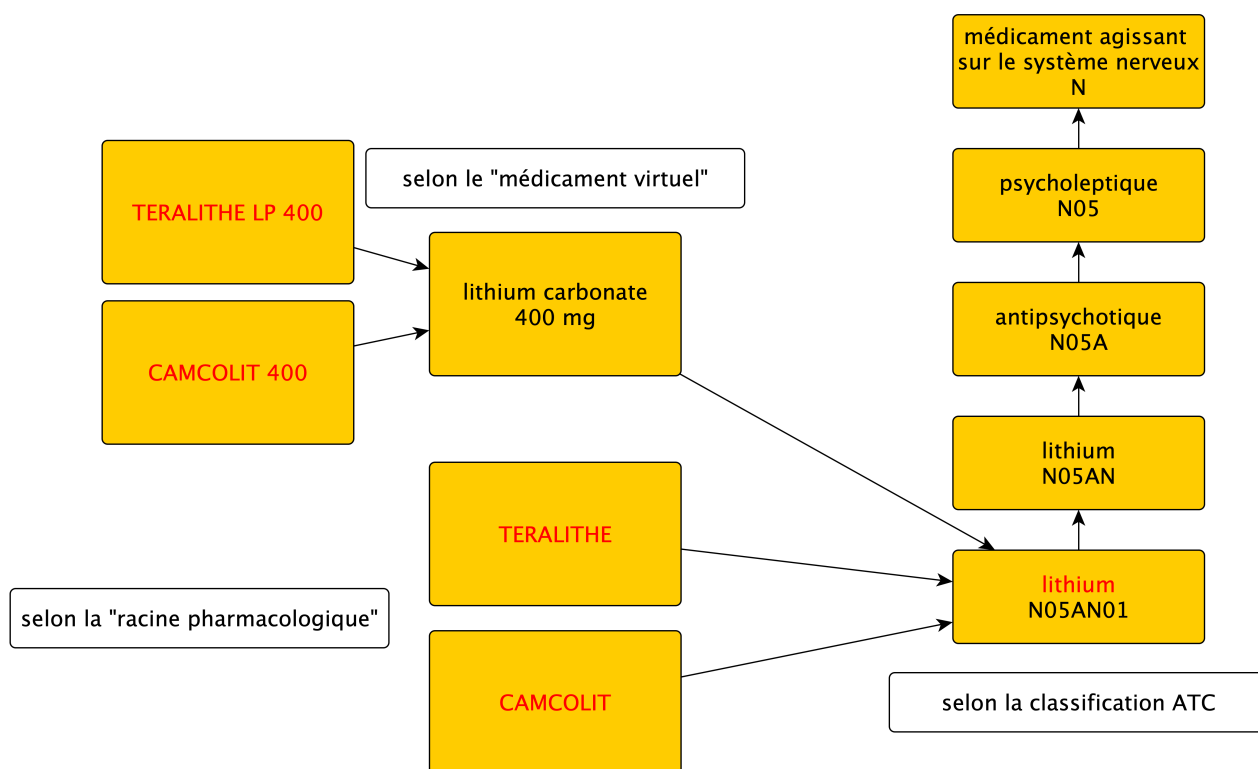 médicament agissant
sur le système nerveux
N
TERALITHE LP 400
selon le "médicament virtuel"
psycholeptique
N05
lithium carbonate
400 mg
antipsychotique
N05A
CAMCOLIT 400
lithium
N05AN
TERALITHE
lithium
N05AN01
selon la "racine pharmacologique"
CAMCOLIT
selon la classification ATC